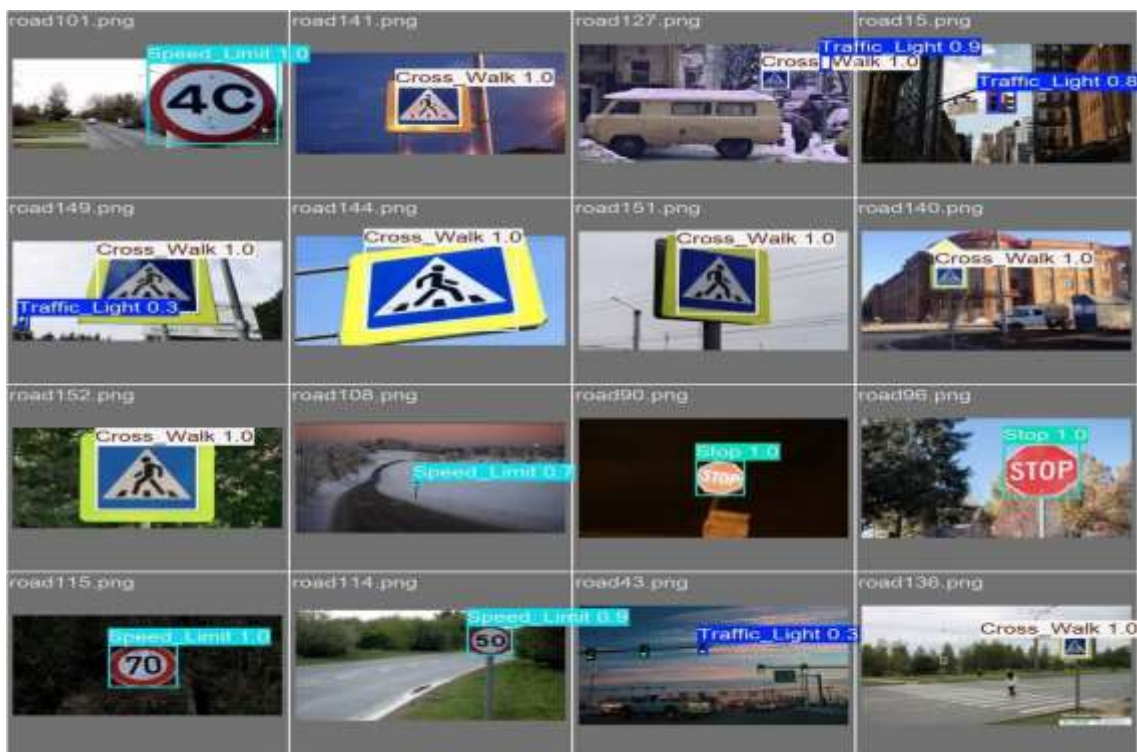 road101.png
Speed_Limit 1.0
4C
road141.png
Cross_Walk 1.0
road127.png
Traffic_Light 0.9
Cross_Walk 1.0
road15.png
Traffic_Light 0.8
road149.png
Cross_Walk 1.0
Traffic_Light 0.3
road144.png
Cross_Walk 1.0
road151.png
Cross_Walk 1.0
road140.png
Cross_Walk 1.0
road152.png
Cross_Walk 1.0
road108.png
Speed_Limit 0.7
road90.png
Stop 1.0
STOP
road96.png
Stop 1.0
STOP
road115.png
Speed_Limit 1.0
70
road114.png
Speed_Limit 0.9
50
road43.png
Traffic_Light 0.3
road136.png
Cross_Walk 1.0